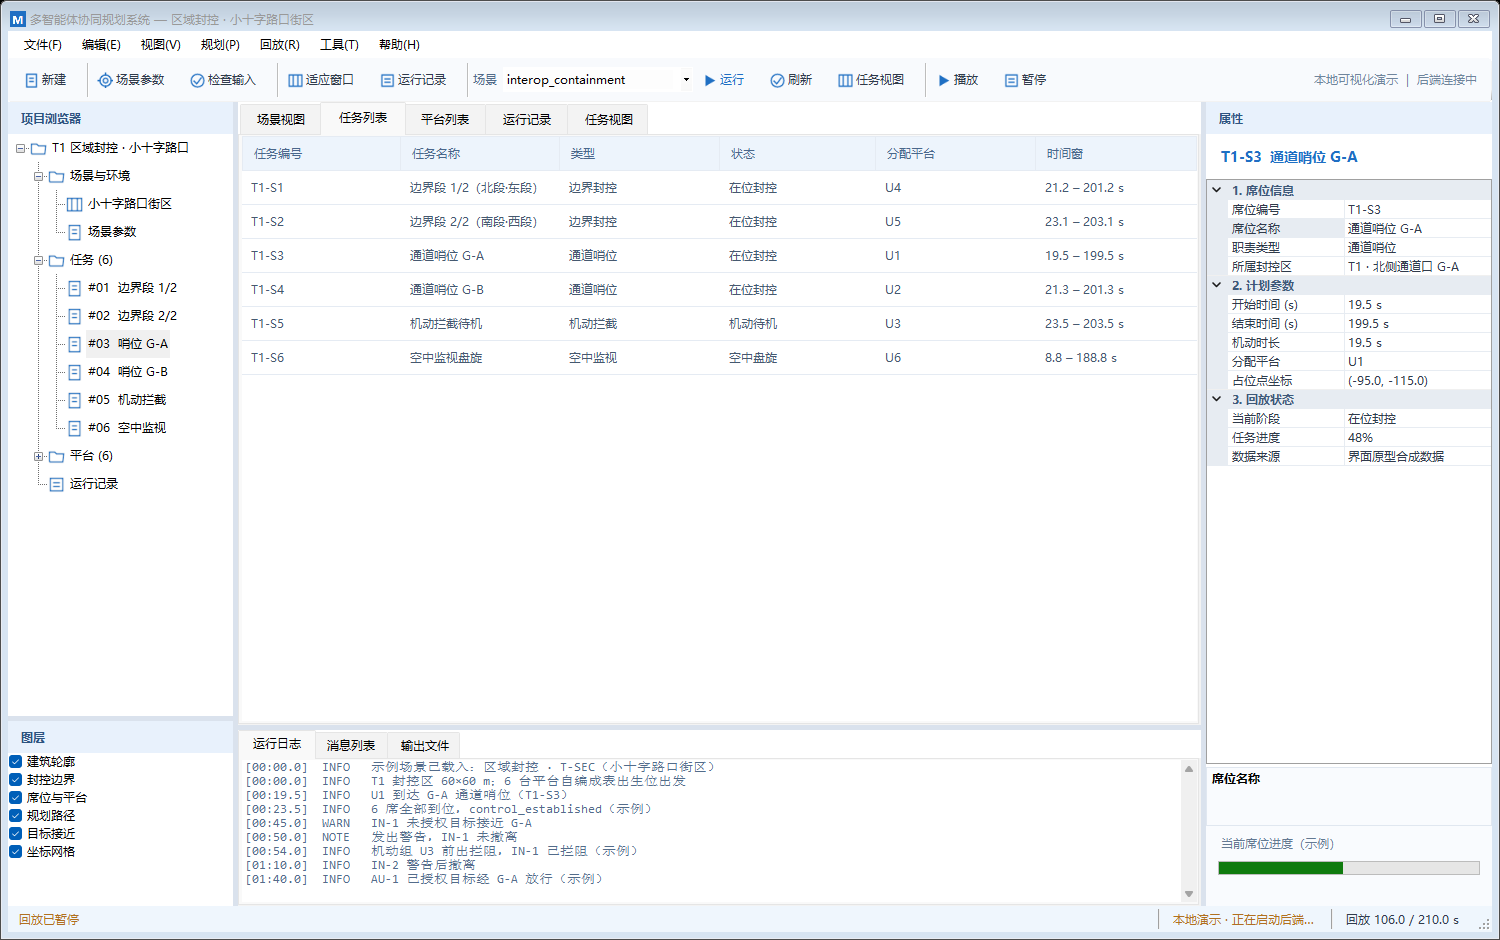 M 多智能体协同规划系统 — 区域封控 · 小十字路口街区
文件(F) 编辑(E) 视图(V) 规划(P) 回放(R) 工具(T) 帮助(H)
新建 场景参数 检查输入 适应窗口 运行记录 场景 interop_containment 运行 刷新 任务视图 播放 暂停 本地可视化演示 | 后端连接中
项目浏览器
T1 区域封控 · 小十字路口
场景与环境
小十字路口街区
场景参数
任务 (6)
#01 边界段 1/2
#02 边界段 2/2
#03 哨位 G-A
#04 哨位 G-B
#05 机动拦截
#06 空中监视
平台 (6)
运行记录
图层
建筑轮廓
封控边界
席位与平台
规划路径
目标接近
坐标网格
场景视图 任务列表 平台列表 运行记录 任务视图
任务编号 任务名称 类型 状态 分配平台 时间窗
T1-S1 边界段 1/2（北段·东段） 边界封控 在位封控 U4 21.2 – 201.2 s
T1-S2 边界段 2/2（南段·西段） 边界封控 在位封控 U5 23.1 – 203.1 s
T1-S3 通道哨位 G-A 通道哨位 在位封控 U1 19.5 – 199.5 s
T1-S4 通道哨位 G-B 通道哨位 在位封控 U2 21.3 – 201.3 s
T1-S5 机动拦截待机 机动拦截 机动待机 U3 23.5 – 203.5 s
T1-S6 空中监视盘旋 空中监视 空中盘旋 U6 8.8 – 188.8 s
运行日志 消息列表 输出文件
[00:00.0] INFO 示例场景已载入: 区域封控 · T-SEC（小十字路口街区）
[00:00.0] INFO T1 封控区 60×60 m; 6 台平台自编成表出生位出发
[00:19.5] INFO U1 到达 G-A 通道哨位（T1-S3）
[00:23.5] INFO 6 席全部到位, control_established（示例）
[00:45.0] WARN IN-1 未授权目标接近 G-A
[00:50.0] NOTE 发出警告, IN-1 未撤离
[00:54.0] INFO 机动组 U3 前出拦阻, IN-1 已拦阻（示例）
[01:10.0] INFO IN-2 警告后撤离
[01:40.0] INFO AU-1 已授权目标经 G-A 放行（示例）
属性
T1-S3 通道哨位 G-A
1. 席位信息
席位编号 T1-S3
席位名称 通道哨位 G-A
职责类型 通道哨位
所属封控区 T1 · 北侧通道口 G-A
2. 计划参数
开始时间 (s) 19.5 s
结束时间 (s) 199.5 s
机动时长 19.5 s
分配平台 U1
占位点坐标 (-95.0, -115.0)
3. 回放状态
当前阶段 在位封控
任务进度 48%
数据来源 界面原型合成数据
席位名称
当前席位进度（示例）
回放已暂停 本地演示 · 正在启动后端... 回放 106.0 / 210.0 s